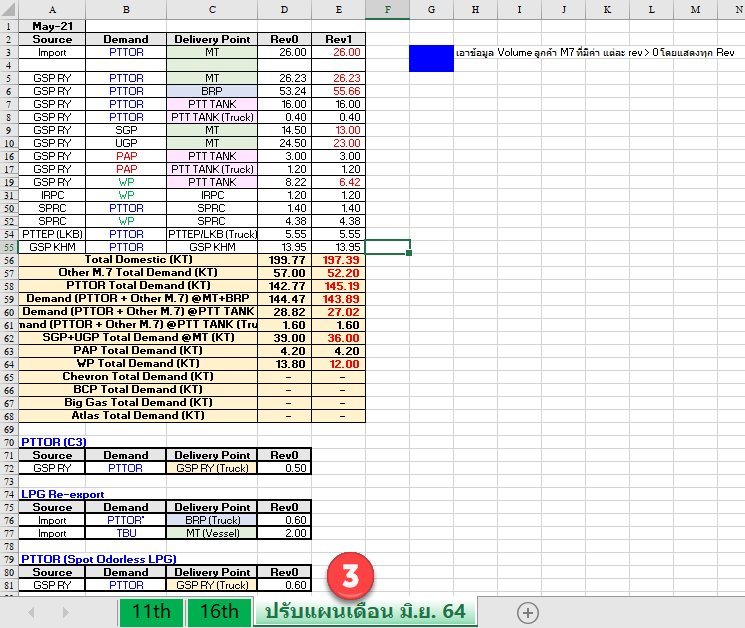 A B C D E F G H I J K L M N
1 May-21
2 Source Demand Delivery Point Rev0 Rev1
3 Import PTTOR MT 26.00 26.00 เอาข้อมูล Volume ลูกค้า M7 ที่มีค่า แต่ละ rev > 0 โดยแสดงทุก Rev
4
5 GSP RY PTTOR MT 26.23 26.23
6 GSP RY PTTOR BRP 53.24 55.66
7 GSP RY PTTOR PTT TANK 16.00 16.00
8 GSP RY PTTOR PTT TANK (Truck) 0.40 0.40
9 GSP RY SGP MT 14.50 13.00
10 GSP RY UGP MT 24.50 23.00
16 GSP RY PAP PTT TANK 3.00 3.00
17 GSP RY PAP PTT TANK (Truck) 1.20 1.20
19 GSP RY WP PTT TANK 8.22 6.42
31 IRPC WP IRPC 1.20 1.20
50 SPRC PTTOR SPRC 1.40 1.40
52 SPRC WP SPRC 4.38 4.38
54 PTTEP (LKB) PTTOR PTTEP/LKB (Truck) 5.55 5.55
55 GSP KHM PTTOR GSP KHM 13.95 13.95
56 Total Domestic (KT) 199.76 197.39
57 Other M.7 Total Demand (KT) 57.00 52.20
58 PTTOR Total Demand (KT) 142.77 145.19
59 Demand (PTTOR + Other M.7) @MT+BRP 144.47 143.89
60 Demand (PTTOR + Other M.7) @PTT TANK 28.82 27.02
61 mand (PTTOR + Other M.7) @PTT TANK (Tru 1.60 1.60
62 SGP+UGP Total Demand @MT (KT) 39.00 36.00
63 PAP Total Demand (KT) 4.20 4.20
64 WP Total Demand (KT) 13.80 12.00
65 Chevron Total Demand (KT) - -
66 BCP Total Demand (KT) - -
67 Big Gas Total Demand (KT) - -
68 Atlas Total Demand (KT) - -
69
70 PTTOR (C3)
71 Source Demand Delivery Point Rev0
72 GSP RY PTTOR GSP RY (Truck) 0.50
73
74 LPG Re-export
75 Source Demand Delivery Point Rev0
76 Import PTTOR* BRP (Truck) 0.60
77 Import TBU MT (Vessel) 2.00
78
79 PTTOR (Spot Odorless LPG)
80 Source Demand Delivery Point Rev0
81 GSP RY PTTOR GSP RY (Truck) 0.60
3
11th 16th ปรับแผนเดือน มิ.ย. 64